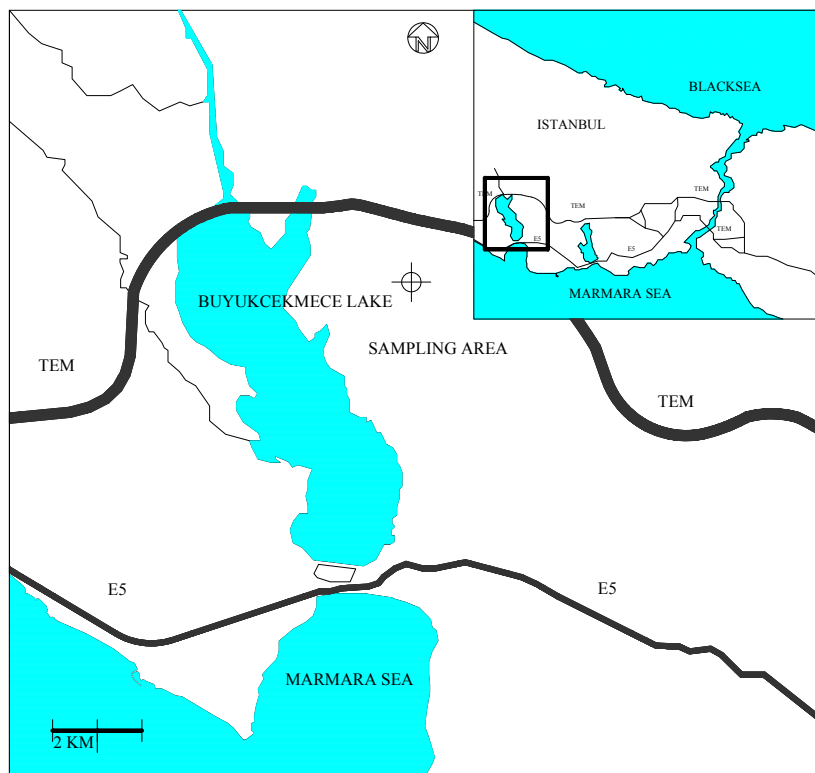 N
BLACKSEA
ISTANBUL
TEM
TEM
TEM
TEM
E5
E5
MARMARA SEA
BUYUKCEKMECE LAKE
SAMPLING AREA
TEM
TEM
E5
E5
MARMARA SEA
2 KM